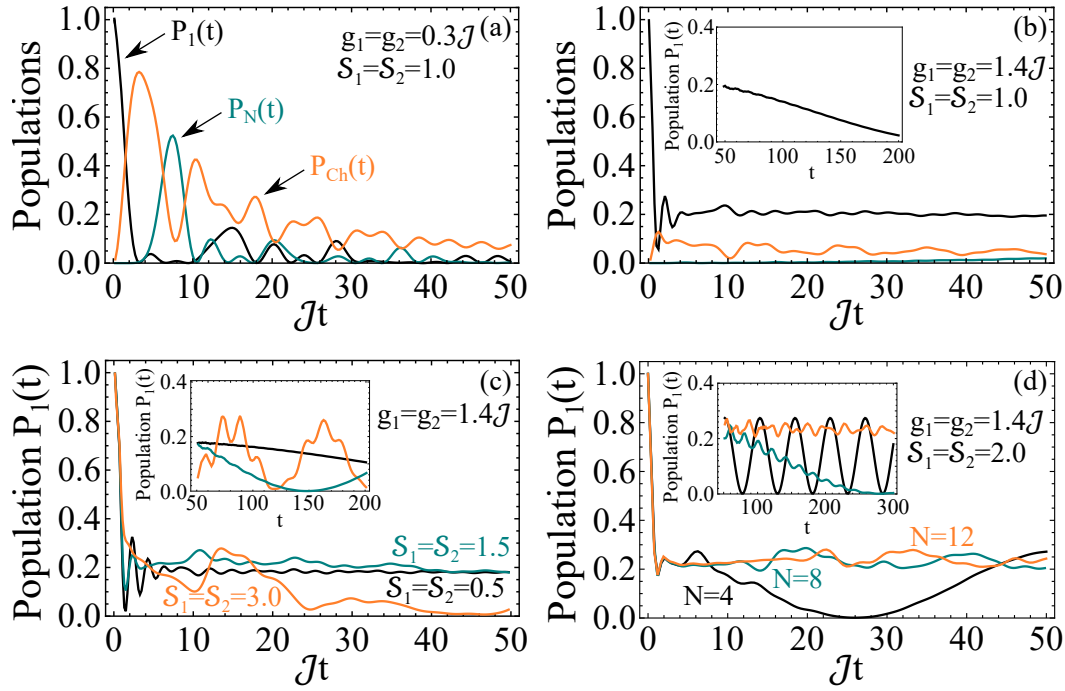 (a)
Populations
1.0
0.8
0.6
0.4
0.2
0.0
P₁(t)
P_N(t)
P_Ch(t)
g₁=g₂=0.3𝒥
𝒮₁=𝒮₂=1.0
0 10 20 30 40 50
𝒥t
(b)
Populations
1.0
0.8
0.6
0.4
0.2
0.0
g₁=g₂=1.4𝒥
𝒮₁=𝒮₂=1.0
Population P₁(t)
0.4
0.2
0.0
50 100 150 200
t
0 10 20 30 40 50
𝒥t
(c)
Population P₁(t)
1.0
0.8
0.6
0.4
0.2
0.0
g₁=g₂=1.4𝒥
Population P₁(t)
0.4
0.2
0.0
50 100 150 200
t
𝒮₁=𝒮₂=1.5
𝒮₁=𝒮₂=3.0
𝒮₁=𝒮₂=0.5
0 10 20 30 40 50
𝒥t
(d)
Population P₁(t)
1.0
0.8
0.6
0.4
0.2
0.0
g₁=g₂=1.4𝒥
𝒮₁=𝒮₂=2.0
Population P₁(t)
0.4
0.2
0.0
100 200 300
t
N=12
N=8
N=4
0 10 20 30 40 50
𝒥t